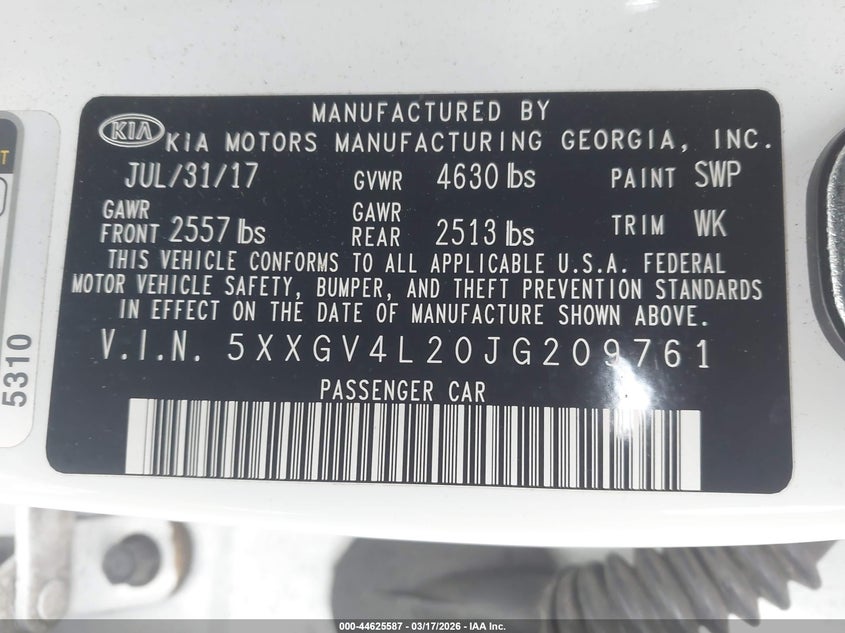 MANUFACTURED BY
KIA KIA MOTORS MANUFACTURING GEORGIA, INC.
JUL/31/17 GVWR 4630 lbs PAINT SWP
GAWR FRONT 2557 lbs GAWR REAR 2513 lbs TRIM WK
THIS VEHICLE CONFORMS TO ALL APPLICABLE U.S.A. FEDERAL
MOTOR VEHICLE SAFETY, BUMPER, AND THEFT PREVENTION STANDARDS
IN EFFECT ON THE DATE OF MANUFACTURE SHOWN ABOVE.
V.I.N. 5XXGV4L20JG209761
PASSENGER CAR
5310
000-44625587 - 03/17/2026 - IAA Inc.